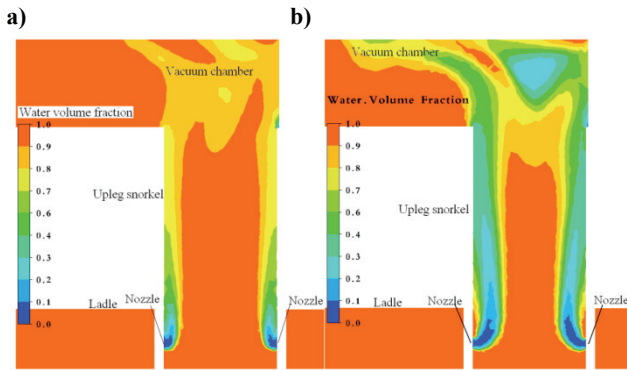 a)
Vacuum chamber
Water volume fraction
1.0
0.9
0.8
0.7
0.6
0.5
0.4
0.3
0.2
0.1
0.0
Upleg snorkel
Ladle
Nozzle
Nozzle
b)
Vacuum chamber
Water.Volume Fraction
1.0
0.9
0.8
0.7
0.6
0.5
0.4
0.3
0.2
0.1
0.0
Upleg snorkel
Ladle
Nozzle
Nozzle